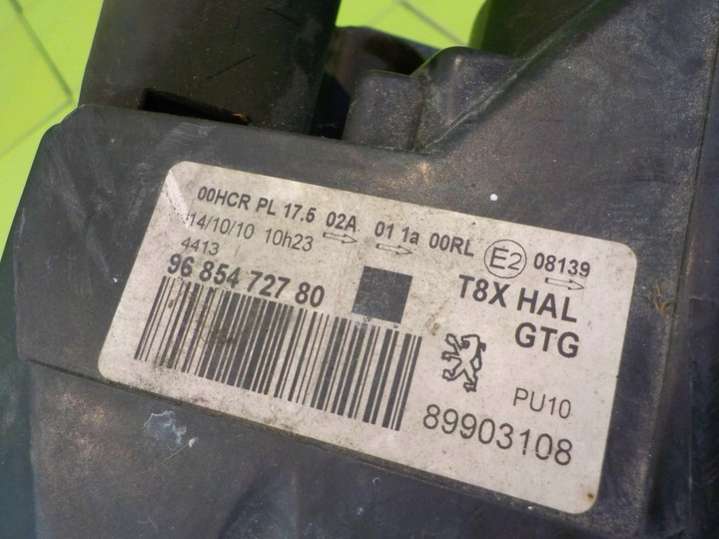 00HCR PL 17.5 02A 01 1a 00RL E2 08139
14/10/10 10h23
4413
96 854 727 80
T8X HAL
GTG
PU10
89903108